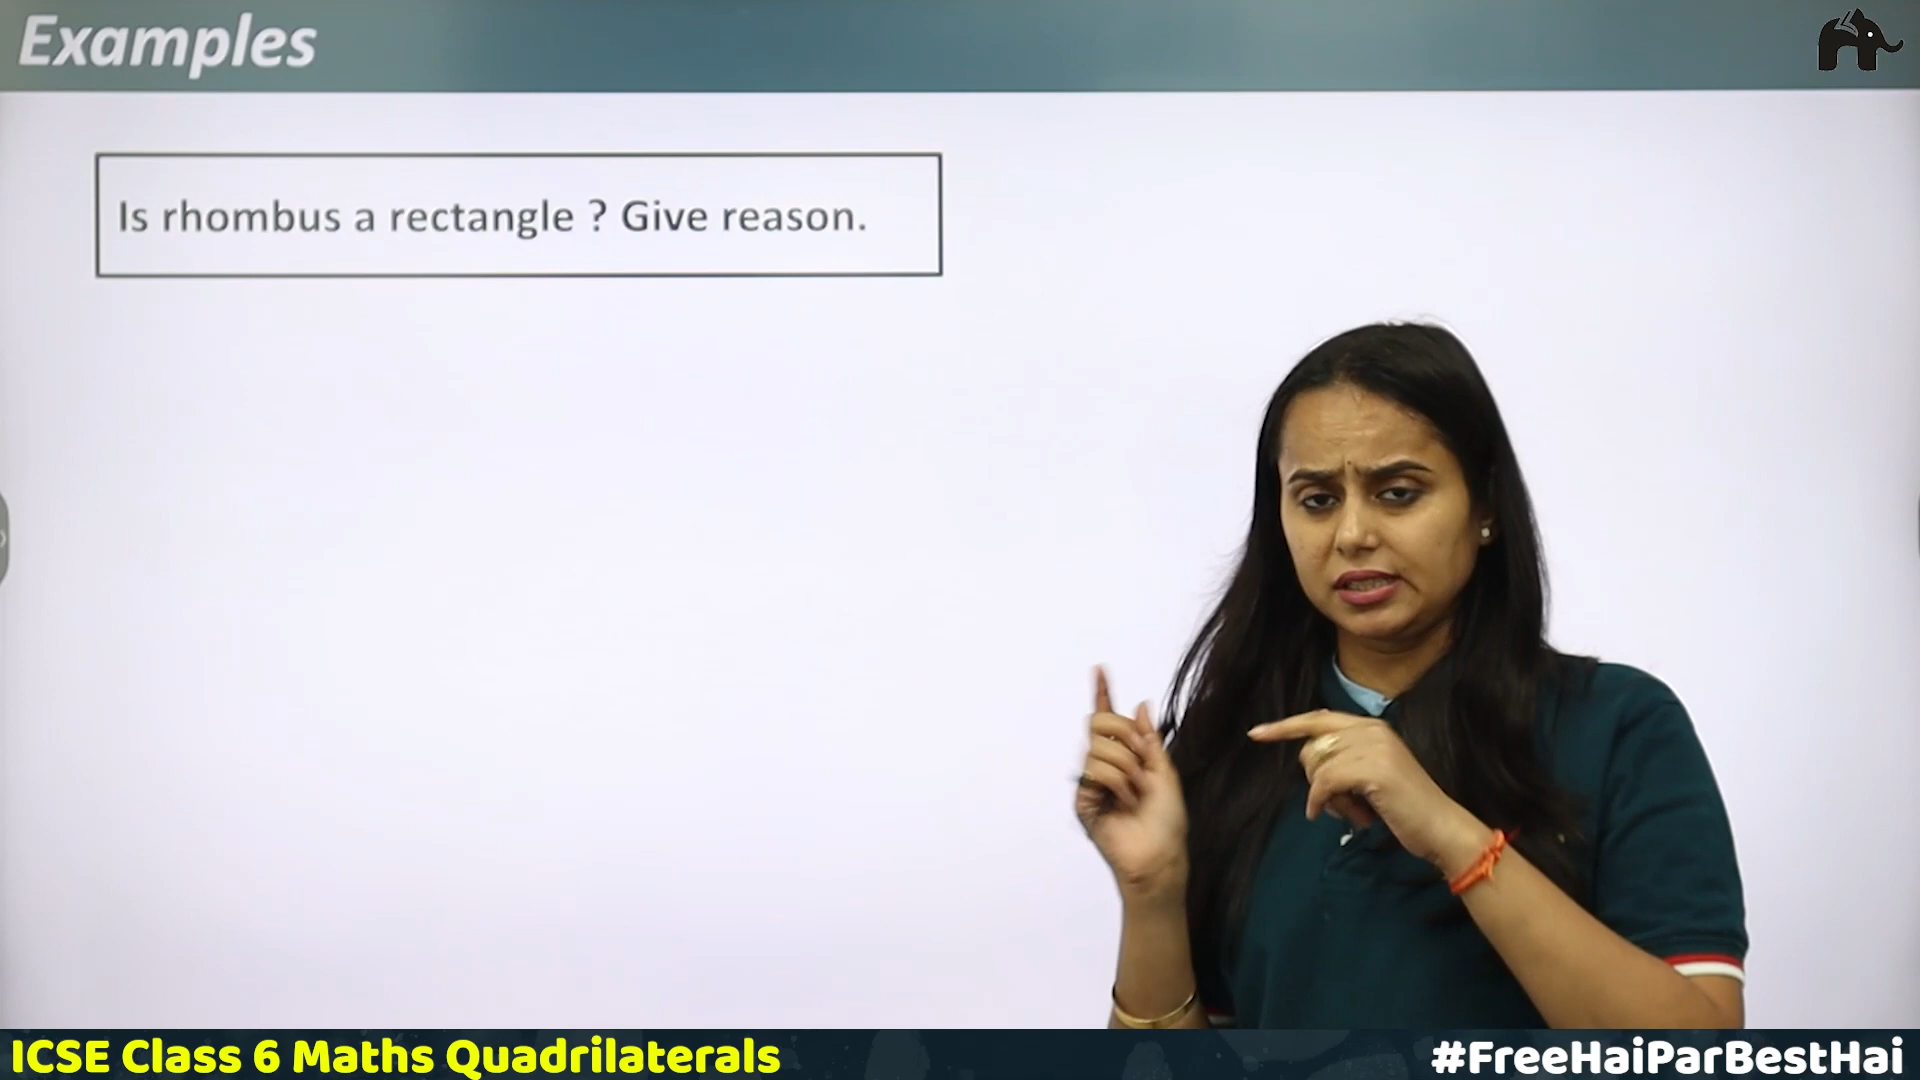 Examples
Is rhombus a rectangle ? Give reason.
ICSE Class 6 Maths Quadrilaterals
#FreeHaiParBestHai